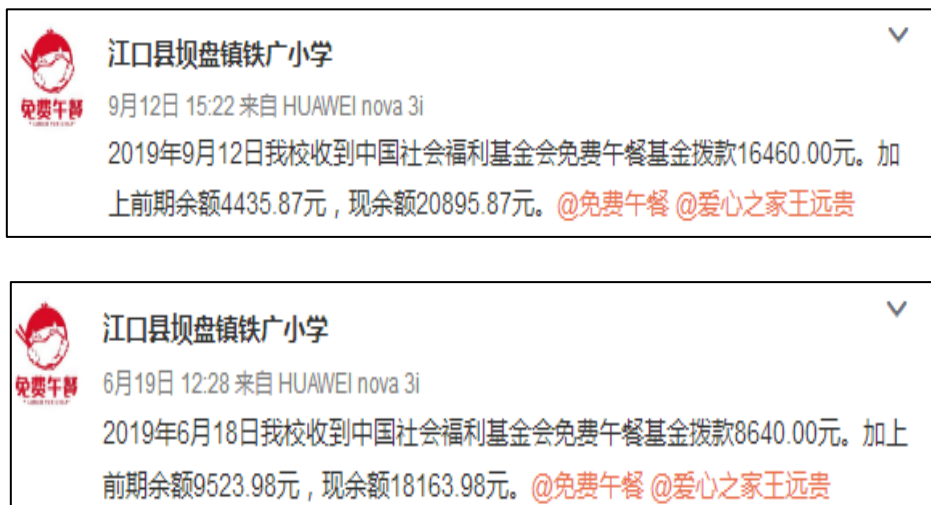 江口县坝盘镇铁广小学
免费午餐
9月12日 15:22 来自 HUAWEI nova 3i
2019年9月12日我校收到中国社会福利基金会免费午餐基金拨款16460.00元。加
上前期余额4435.87元，现余额20895.87元。@免费午餐 @爱心之家王远贵
江口县坝盘镇铁广小学
免费午餐
6月19日 12:28 来自 HUAWEI nova 3i
2019年6月18日我校收到中国社会福利基金会免费午餐基金拨款8640.00元。加上
前期余额9523.98元，现余额18163.98元。@免费午餐 @爱心之家王远贵